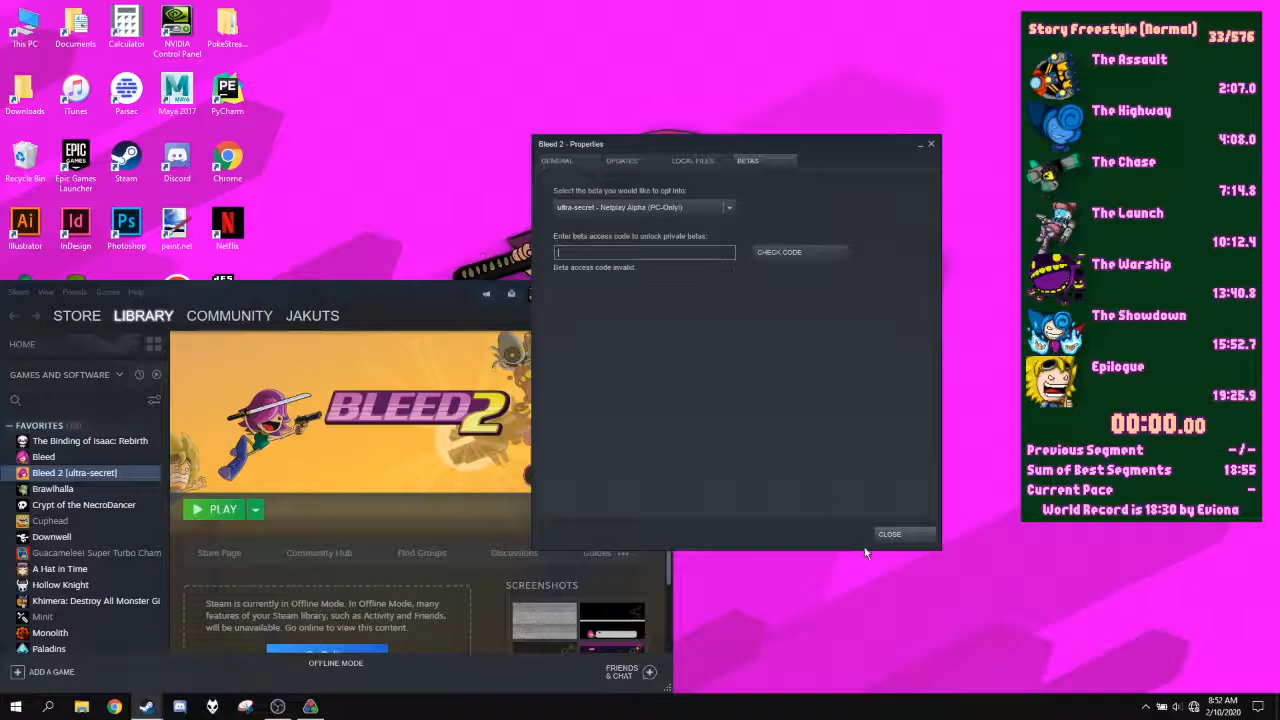 This PC
Documents
Calculator
NVIDIA
Control Panel
PokeStrea...
Downloads
iTunes
Parsec
Maya 2017
PyCharm
Recycle Bin
Epic Games
Launcher
Steam
Discord
Chrome
Illustrator
InDesign
Photoshop
paint.net
Netflix
Steam View Friends Games Help
STORE LIBRARY COMMUNITY JAKUTS
HOME
GAMES AND SOFTWARE
FAVORITES
The Binding of Isaac: Rebirth
Bleed
Bleed 2 [ultra-secret]
Brawlhalla
Crypt of the NecroDancer
Cuphead
Downwell
Guacamelee! Super Turbo Cham
A Hat in Time
Hollow Knight
Khimera: Destroy All Monster Gi
Minit
Monolith
Paladins
ADD A GAME
BLEED 2
PLAY
Store Page Community Hub Find Groups Discussions Guides
Steam is currently in Offline Mode. In Offline Mode, many
features of your Steam library, such as Activity and Friends,
will be unavailable. Go online to view this content.
SCREENSHOTS
OFFLINE MODE
FRIENDS
& CHAT
Bleed 2 - Properties
GENERAL UPDATES LOCAL FILES BETAS
Select the beta you would like to opt into:
ultra-secret - Netplay Alpha (PC-Only!)
Enter beta access code to unlock private betas:
CHECK CODE
Beta access code invalid.
CLOSE
Story Freestyle (Normal)
33/576
The Assault
2:07.0
The Highway
4:08.0
The Chase
7:14.8
The Launch
10:12.4
The Warship
13:40.8
The Showdown
15:52.7
Epilogue
19:25.9
00:00.00
Previous Segment -/-
Sum of Best Segments 18:55
Current Pace -
World Record is 18:30 by Eviona
8:52 AM
2/10/2020